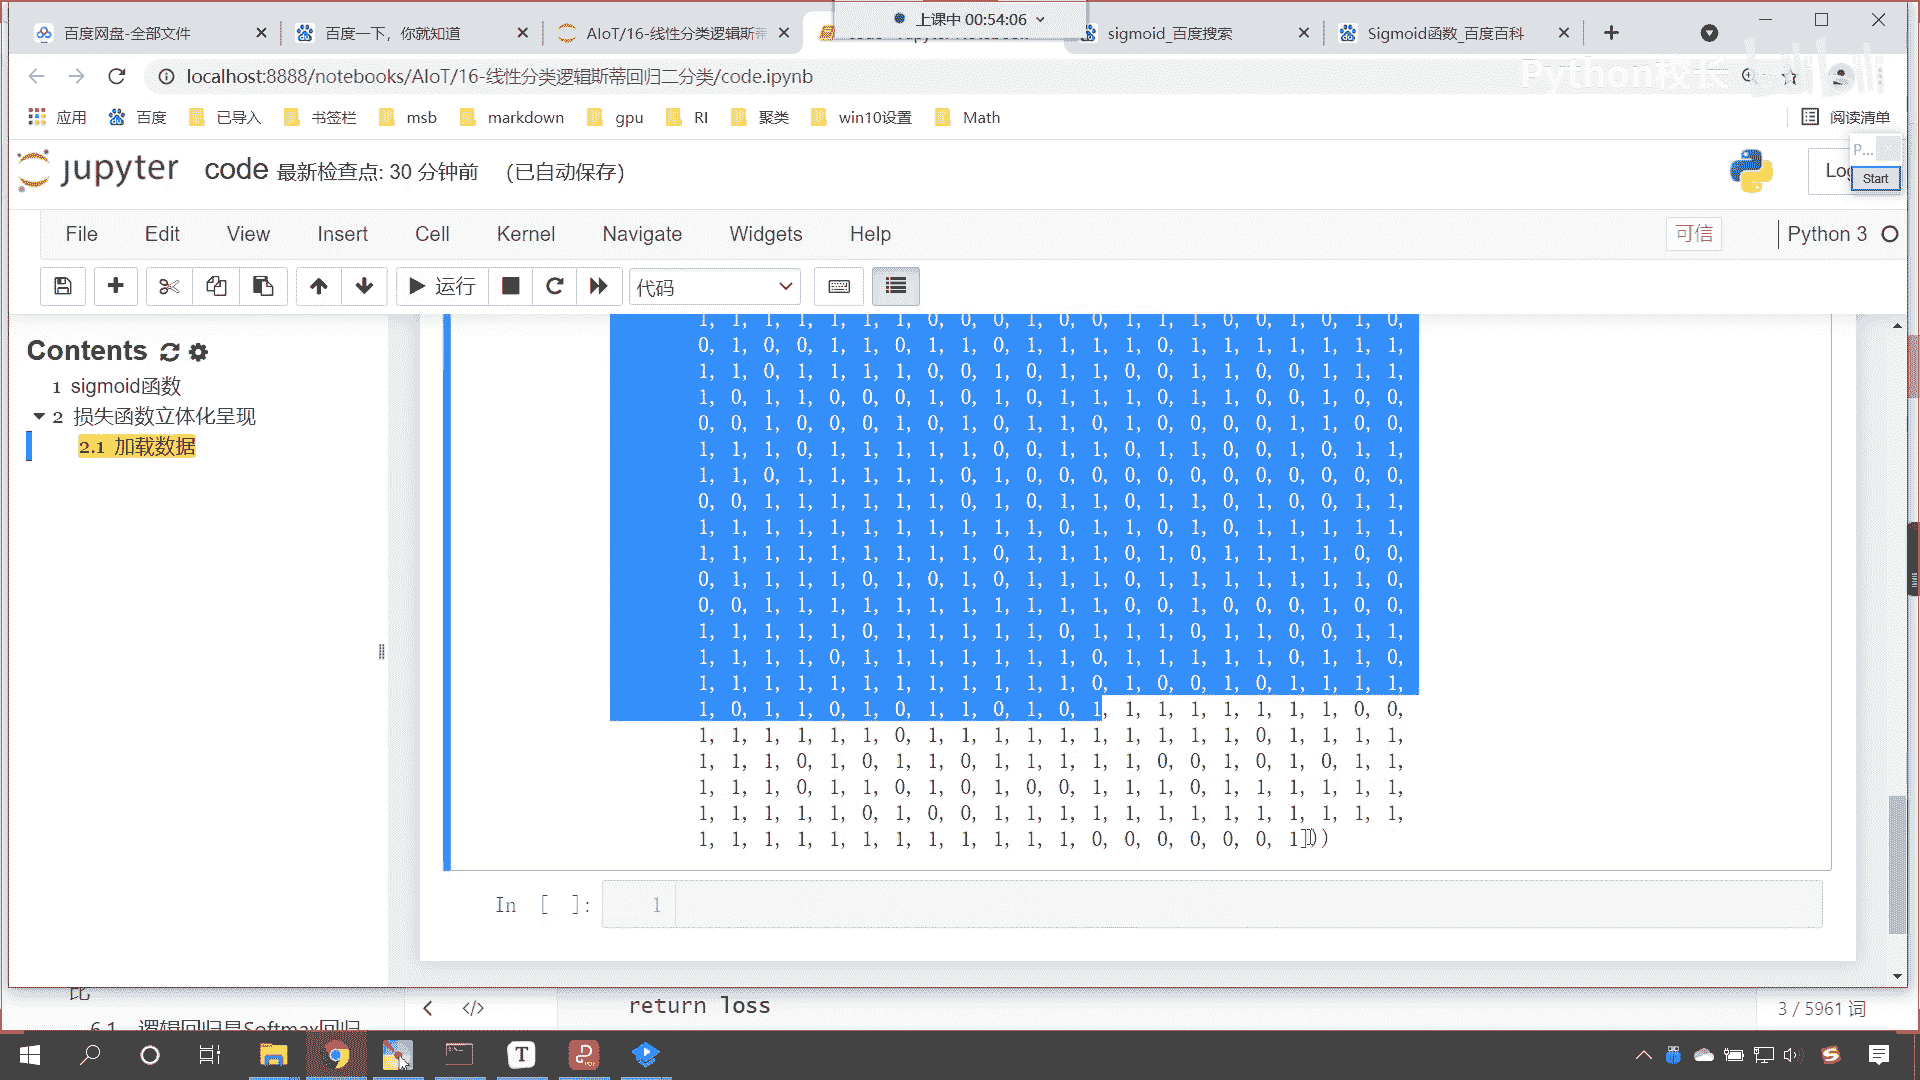 百度网盘-全部文件
百度一下，你就知道
AIoT/16-线性分类逻辑斯蒂
上课中 00:54:06
sigmoid_百度搜索
Sigmoid函数_百度百科
localhost:8888/notebooks/AIoT/16-线性分类逻辑斯蒂回归二分类/code.ipynb
Python校长
应用 百度 已导入 书签栏 msb markdown gpu RI 聚类 win10设置 Math 阅读清单
jupyter code 最新检查点: 30 分钟前 (已自动保存)
P...
Start
File Edit View Insert Cell Kernel Navigate Widgets Help 可信 Python 3
运行 代码
Contents
1 sigmoid函数
2 损失函数立体化呈现
2.1 加载数据
1, 1, 1, 1, 1, 1, 1, 0, 0, 0, 1, 0, 0, 1, 1, 1, 0, 0, 1, 0, 1, 0,
0, 1, 0, 0, 1, 1, 0, 1, 1, 0, 1, 1, 1, 1, 0, 1, 1, 1, 1, 1, 1, 1,
1, 1, 0, 1, 1, 1, 1, 0, 0, 1, 0, 1, 1, 0, 0, 1, 1, 0, 0, 1, 1, 1,
1, 0, 1, 1, 0, 0, 0, 1, 0, 1, 0, 1, 1, 1, 0, 1, 1, 0, 0, 1, 0, 0,
0, 0, 1, 0, 0, 0, 1, 0, 1, 0, 1, 1, 0, 1, 0, 0, 0, 0, 1, 1, 0, 0,
1, 1, 1, 0, 1, 1, 1, 1, 1, 0, 0, 1, 1, 0, 1, 1, 0, 0, 1, 0, 1, 1,
1, 1, 0, 1, 1, 1, 1, 1, 0, 1, 0, 0, 0, 0, 0, 0, 0, 0, 0, 0, 0, 0,
0, 0, 1, 1, 1, 1, 1, 1, 0, 1, 0, 1, 1, 0, 1, 1, 0, 1, 0, 0, 1, 1,
1, 1, 1, 1, 1, 1, 1, 1, 1, 1, 1, 0, 1, 1, 0, 1, 0, 1, 1, 1, 1, 1,
1, 1, 1, 1, 1, 1, 1, 1, 1, 0, 1, 1, 1, 0, 1, 0, 1, 1, 1, 1, 0, 0,
0, 1, 1, 1, 1, 0, 1, 0, 1, 0, 1, 1, 1, 0, 1, 1, 1, 1, 1, 1, 1, 0,
0, 0, 1, 1, 1, 1, 1, 1, 1, 1, 1, 1, 1, 0, 0, 1, 0, 0, 0, 1, 0, 0,
1, 1, 1, 1, 1, 0, 1, 1, 1, 1, 1, 0, 1, 1, 1, 0, 1, 1, 0, 0, 1, 1,
1, 1, 1, 1, 0, 1, 1, 1, 1, 1, 1, 1, 0, 1, 1, 1, 1, 1, 0, 1, 1, 0,
1, 1, 1, 1, 1, 1, 1, 1, 1, 1, 1, 1, 0, 1, 0, 0, 1, 0, 1, 1, 1, 1,
1, 0, 1, 1, 0, 1, 0, 1, 1, 0, 1, 0, 1, 1, 1, 1, 1, 1, 1, 1, 0, 0,
1, 1, 1, 1, 1, 1, 0, 1, 1, 1, 1, 1, 1, 1, 1, 1, 1, 0, 1, 1, 1, 1,
1, 1, 1, 0, 1, 0, 1, 1, 0, 1, 1, 1, 1, 1, 0, 0, 1, 0, 1, 0, 1, 1,
1, 1, 1, 0, 1, 1, 0, 1, 0, 1, 0, 0, 1, 1, 1, 0, 1, 1, 1, 1, 1, 1,
1, 1, 1, 1, 1, 0, 1, 0, 0, 1, 1, 1, 1, 1, 1, 1, 1, 1, 1, 1, 1, 1,
1, 1, 1, 1, 1, 1, 1, 1, 1, 1, 1, 1, 0, 0, 0, 0, 0, 0, 1]))
In [ ]: 1
比
6.1、逻辑回归是Softmax回归
</>
return loss
3 / 5961 词